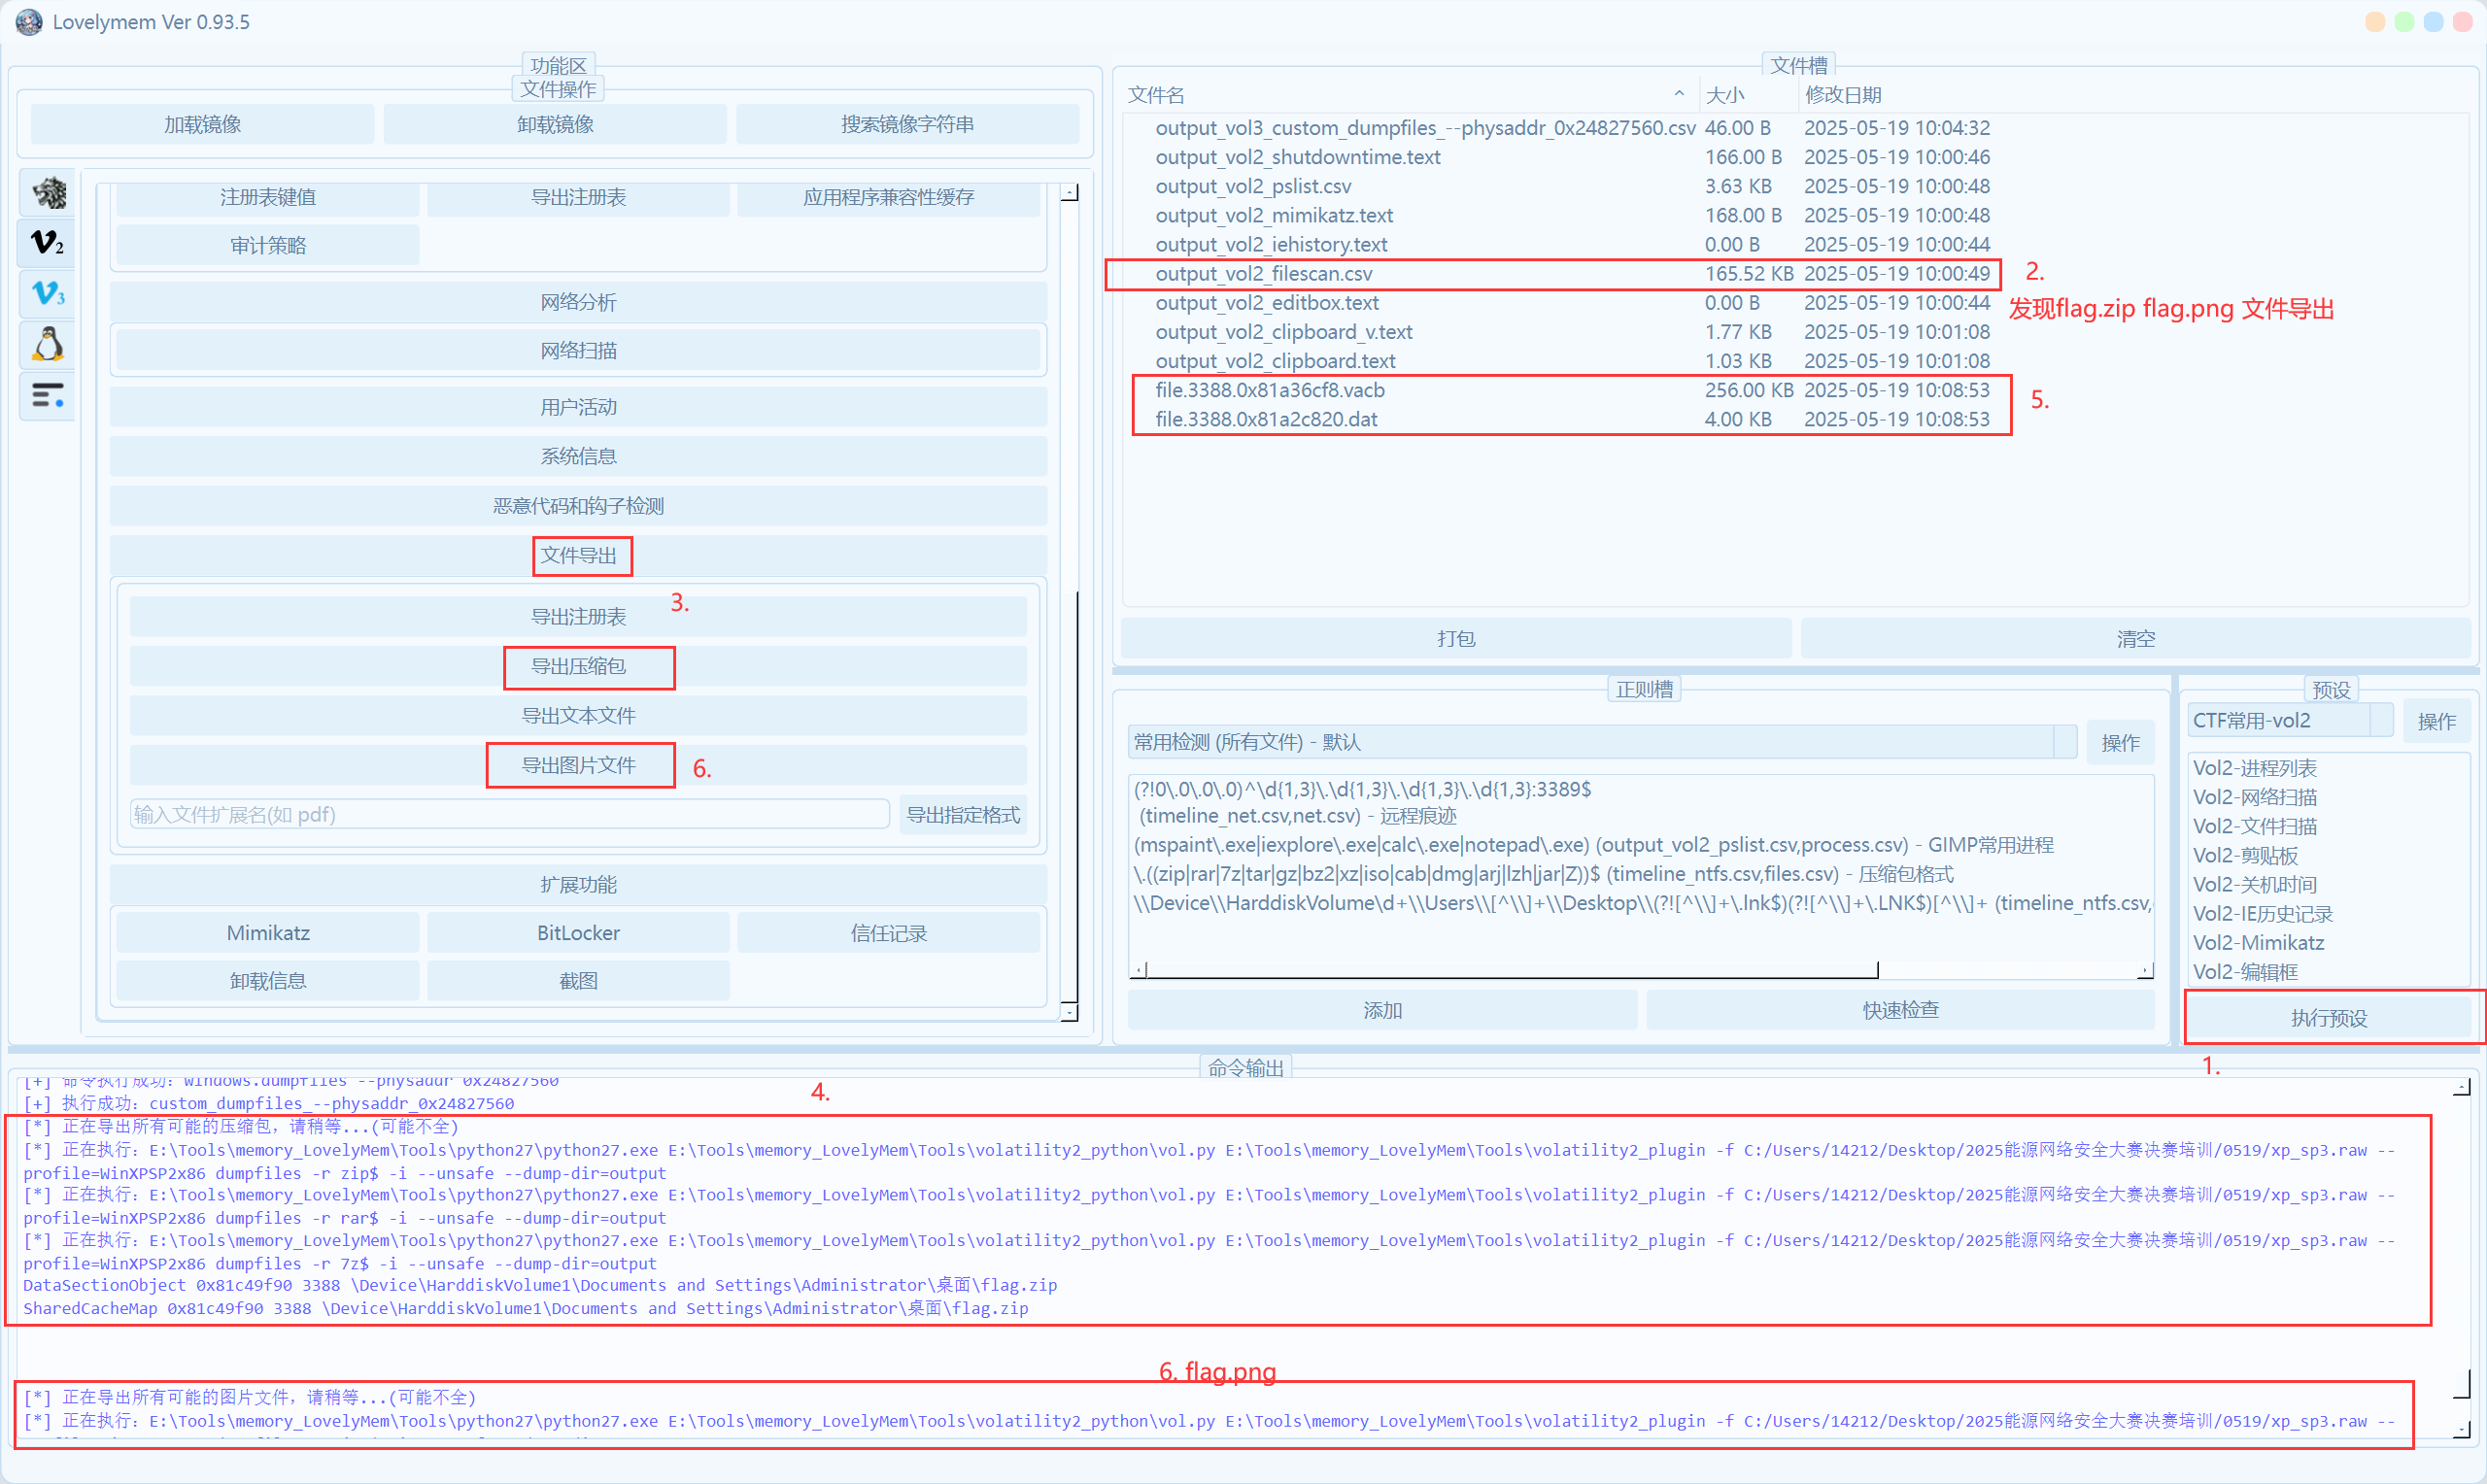 Lovelymem Ver 0.93.5
功能区
文件操作
加载镜像
卸载镜像
搜索镜像字符串
注册表键值
导出注册表
应用程序兼容性缓存
审计策略
网络分析
网络扫描
用户活动
系统信息
恶意代码和钩子检测
文件导出
3.
导出注册表
导出压缩包
导出文本文件
导出图片文件
6.
输入文件扩展名(如 pdf)
导出指定格式
扩展功能
Mimikatz
BitLocker
信任记录
卸载信息
截图
文件槽
文件名 大小 修改日期
output_vol3_custom_dumpfiles_--physaddr_0x24827560.csv 46.00 B 2025-05-19 10:04:32
output_vol2_shutdowntime.text 166.00 B 2025-05-19 10:00:46
output_vol2_pslist.csv 3.63 KB 2025-05-19 10:00:48
output_vol2_mimikatz.text 168.00 B 2025-05-19 10:00:48
output_vol2_iehistory.text 0.00 B 2025-05-19 10:00:44
output_vol2_filescan.csv 165.52 KB 2025-05-19 10:00:49
2.
output_vol2_editbox.text 0.00 B 2025-05-19 10:00:44
发现flag.zip flag.png 文件导出
output_vol2_clipboard_v.text 1.77 KB 2025-05-19 10:01:08
output_vol2_clipboard.text 1.03 KB 2025-05-19 10:01:08
file.3388.0x81a36cf8.vacb 256.00 KB 2025-05-19 10:08:53
5.
file.3388.0x81a2c820.dat 4.00 KB 2025-05-19 10:08:53
打包
清空
正则槽
常用检测 (所有文件) - 默认
操作
(?!0\.0\.0\.0)^\d{1,3}\.\d{1,3}\.\d{1,3}\.\d{1,3}:3389$
(timeline_net.csv,net.csv) - 远程痕迹
(mspaint\.exe|iexplore\.exe|calc\.exe|notepad\.exe) (output_vol2_pslist.csv,process.csv) - GIMP常用进程
\.((zip|rar|7z|tar|gz|bz2|xz|iso|cab|dmg|arj|lzh|jar|Z))$ (timeline_ntfs.csv,files.csv) - 压缩包格式
\\Device\\HarddiskVolume\d+\\Users\\[^\\]+\\Desktop\\(?![^\\]+\.lnk$)(?![^\\]+\.LNK$)[^\\]+ (timeline_ntfs.csv,
添加
快速检查
预设
CTF常用-vol2
操作
Vol2-进程列表
Vol2-网络扫描
Vol2-文件扫描
Vol2-剪贴板
Vol2-关机时间
Vol2-IE历史记录
Vol2-Mimikatz
Vol2-编辑框
执行预设
1.
命令输出
[+] 命令执行成功: windows.dumpfiles --physaddr 0x24827560
4.
[+] 执行成功: custom_dumpfiles_--physaddr_0x24827560
[*] 正在导出所有可能的压缩包，请稍等...(可能不全)
[*] 正在执行: E:\Tools\memory_LovelyMem\Tools\python27\python27.exe E:\Tools\memory_LovelyMem\Tools\volatility2_python\vol.py E:\Tools\memory_LovelyMem\Tools\volatility2_plugin -f C:/Users/14212/Desktop/2025能源网络安全大赛决赛培训/0519/xp_sp3.raw --
profile=WinXPSP2x86 dumpfiles -r zip$ -i --unsafe --dump-dir=output
[*] 正在执行: E:\Tools\memory_LovelyMem\Tools\python27\python27.exe E:\Tools\memory_LovelyMem\Tools\volatility2_python\vol.py E:\Tools\memory_LovelyMem\Tools\volatility2_plugin -f C:/Users/14212/Desktop/2025能源网络安全大赛决赛培训/0519/xp_sp3.raw --
profile=WinXPSP2x86 dumpfiles -r rar$ -i --unsafe --dump-dir=output
[*] 正在执行: E:\Tools\memory_LovelyMem\Tools\python27\python27.exe E:\Tools\memory_LovelyMem\Tools\volatility2_python\vol.py E:\Tools\memory_LovelyMem\Tools\volatility2_plugin -f C:/Users/14212/Desktop/2025能源网络安全大赛决赛培训/0519/xp_sp3.raw --
profile=WinXPSP2x86 dumpfiles -r 7z$ -i --unsafe --dump-dir=output
DataSectionObject 0x81c49f90 3388 \Device\HarddiskVolume1\Documents and Settings\Administrator\桌面\flag.zip
SharedCacheMap 0x81c49f90 3388 \Device\HarddiskVolume1\Documents and Settings\Administrator\桌面\flag.zip
6. flag.png
[*] 正在导出所有可能的图片文件，请稍等...(可能不全)
[*] 正在执行: E:\Tools\memory_LovelyMem\Tools\python27\python27.exe E:\Tools\memory_LovelyMem\Tools\volatility2_python\vol.py E:\Tools\memory_LovelyMem\Tools\volatility2_plugin -f C:/Users/14212/Desktop/2025能源网络安全大赛决赛培训/0519/xp_sp3.raw --